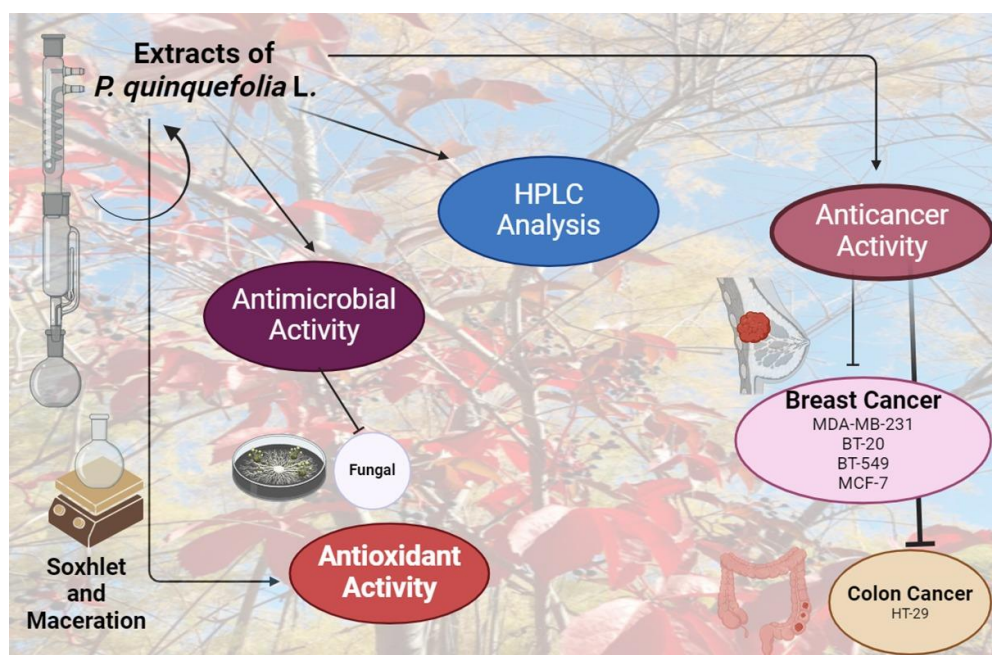 Extracts of
P. quinquefolia L.
HPLC
Analysis
Anticancer
Activity
Antimicrobial
Activity
Breast Cancer
MDA-MB-231
BT-20
BT-549
MCF-7
Fungal
Antioxidant
Activity
Soxhlet
and
Maceration
Colon Cancer
HT-29